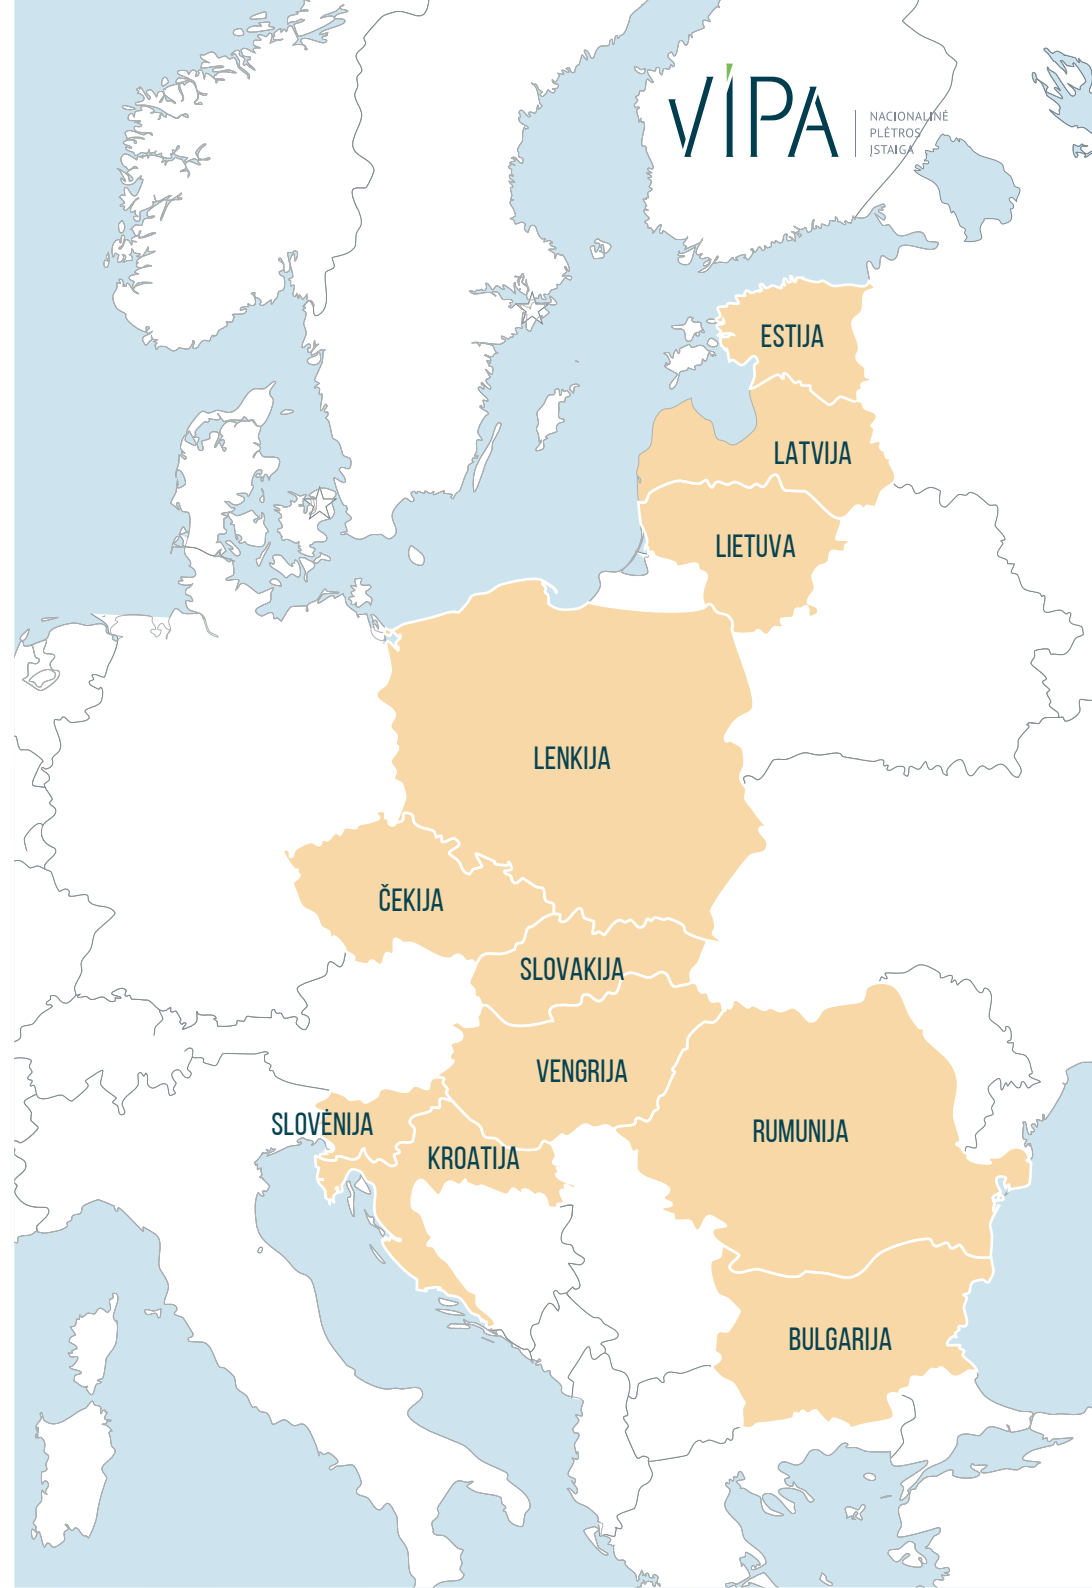 VIPA
NACIONALINĖ
PLĖTROS
ĮSTAIGA
ESTIJA
LATVIJA
LIETUVA
LENKIJA
ČEKIJA
SLOVAKIJA
VENGRIJA
SLOVĖNIJA
KROATIJA
RUMUNIJA
BULGARIJA